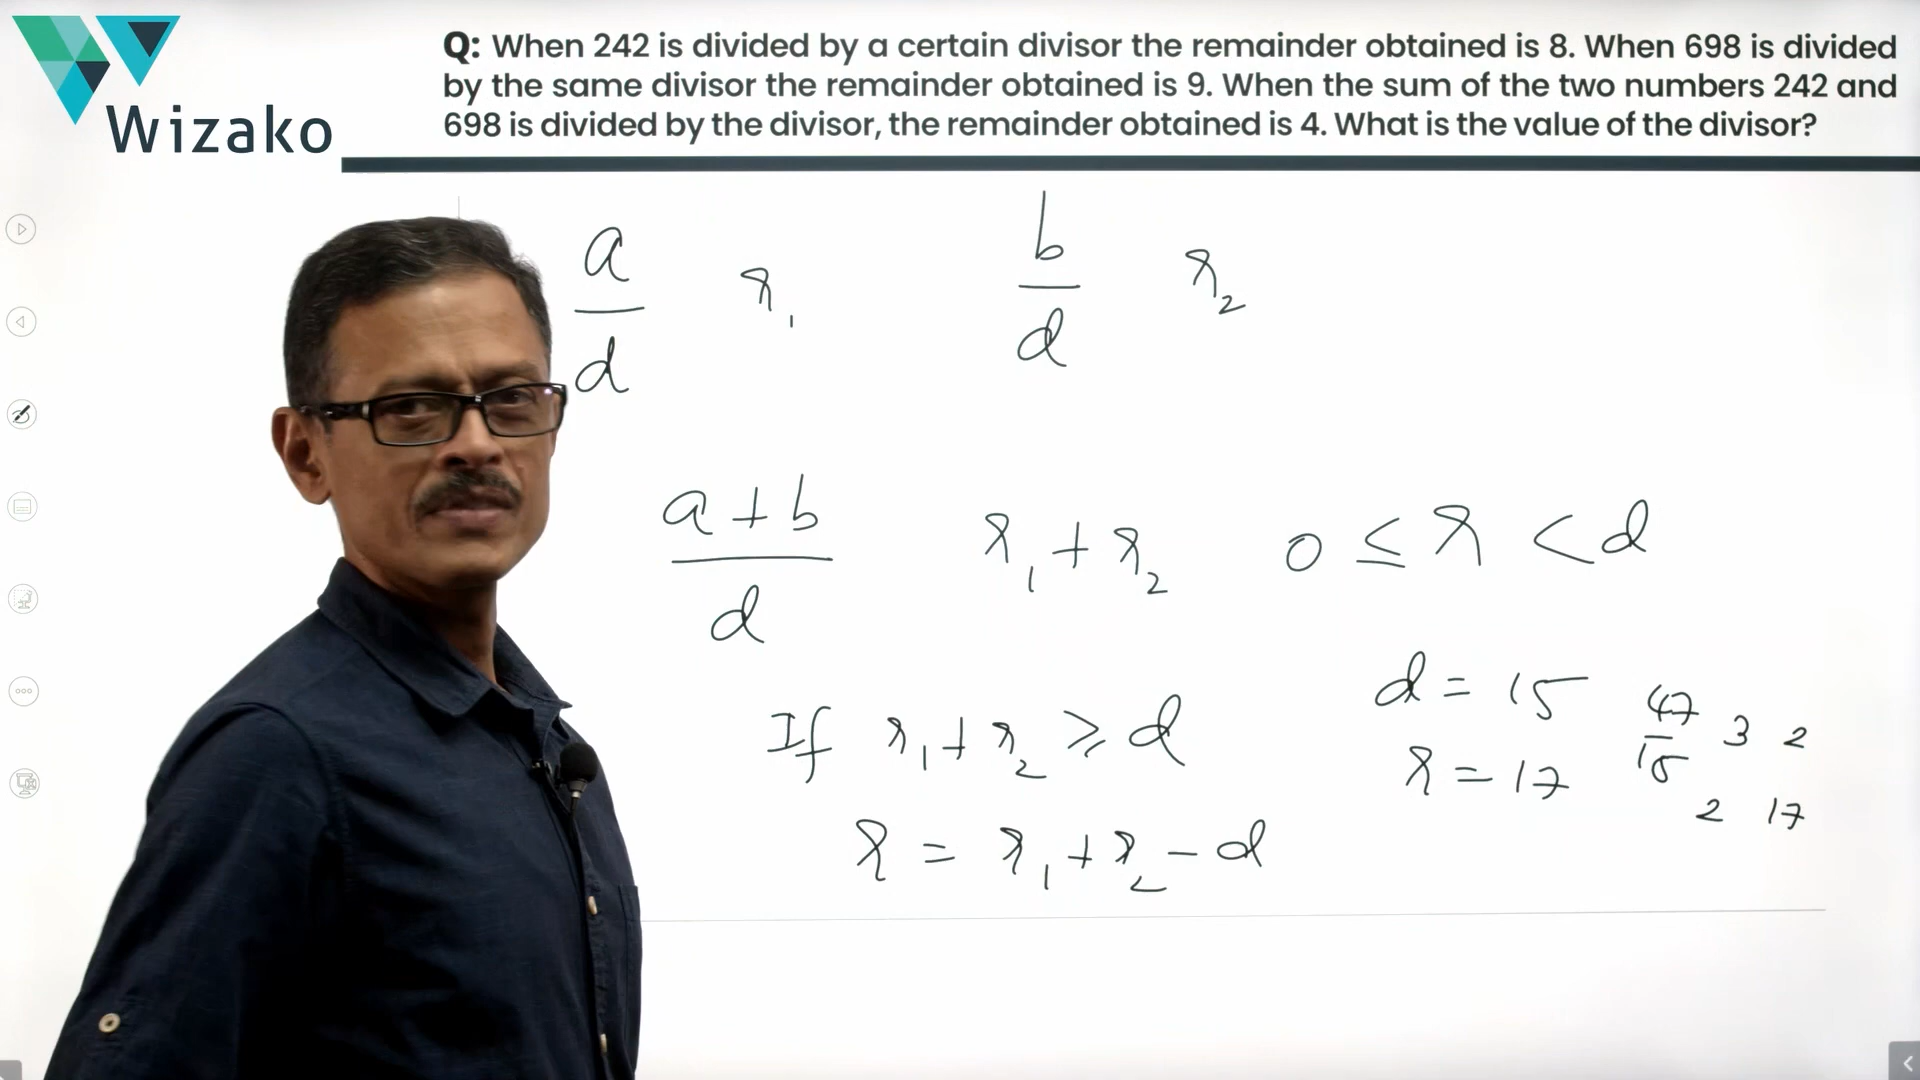 Wizako
Q: When 242 is divided by a certain divisor the remainder obtained is 8. When 698 is divided
by the same divisor the remainder obtained is 9. When the sum of the two numbers 242 and
698 is divided by the divisor, the remainder obtained is 4. What is the value of the divisor?
a/d r₁ b/d r₂
(a+b)/d r₁+r₂ 0 ≤ r < d
If r₁+r₂ ≥ d
r = r₁+r₂-d
d = 15
r = 17
47/15 3 2
2 17